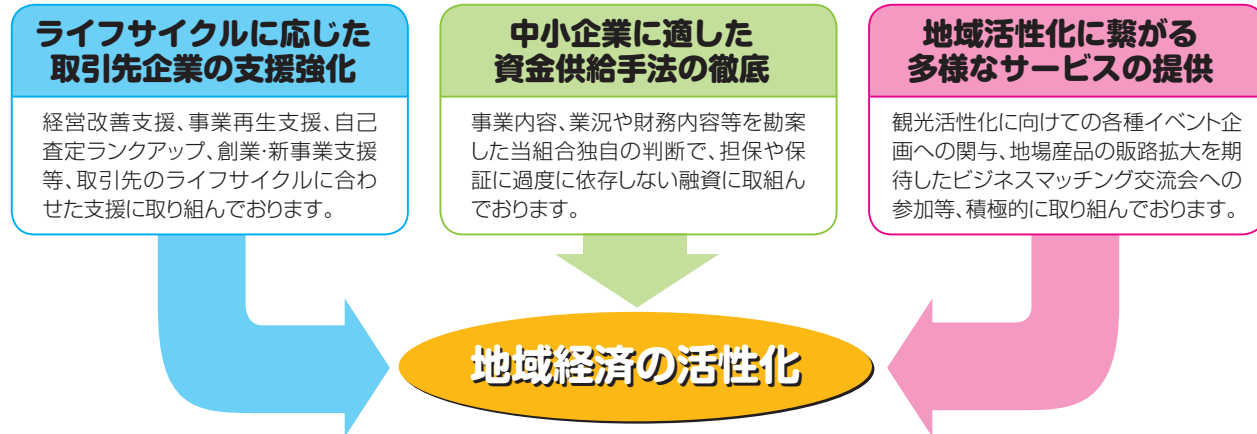 ライフサイクルに応じた
取引先企業の支援強化
経営改善支援、事業再生支援、自己
査定ランクアップ、創業・新事業支援
等、取引先のライフサイクルに合わ
せた支援に取り組んでおります。
中小企業に適した
資金供給手法の徹底
事業内容、業況や財務内容等を勘案
した当組合独自の判断で、担保や保
証に過度に依存しない融資に取組ん
でおります。
地域活性化に繋がる
多様なサービスの提供
観光活性化に向けての各種イベント企
画への関与、地場産品の販路拡大を期
待したビジネスマッチング交流会への
参加等、積極的に取り組んでおります。
地域経済の活性化